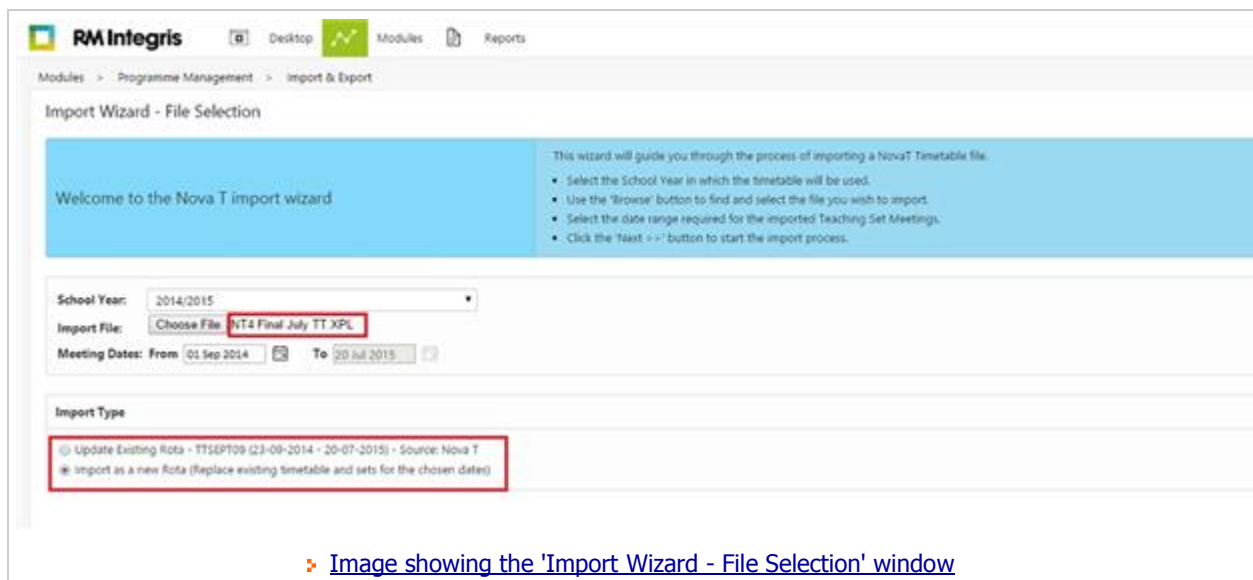 RM Integris Desktop Modules Reports
Modules > Programme Management > Import & Export
Import Wizard - File Selection
Welcome to the Nova T import wizard
This wizard will guide you through the process of importing a NovaT Timetable file.
• Select the School Year in which the timetable will be used.
• Use the 'Browse' button to find and select the file you wish to import.
• Select the date range required for the imported Teaching Set Meetings.
• Click the 'Next >>' button to start the import process.
School Year: 2014/2015
Import File: Choose File NT4 Final July TT XPL
Meeting Dates: From 01 Sep 2014 To 20 Jul 2015
Import Type
Update Existing Rota - TTSEPT09 (23-09-2014 - 20-07-2015) - Source: Nova T
Import as a new Rota (Replace existing timetable and sets for the chosen dates)
Image showing the 'Import Wizard - File Selection' window